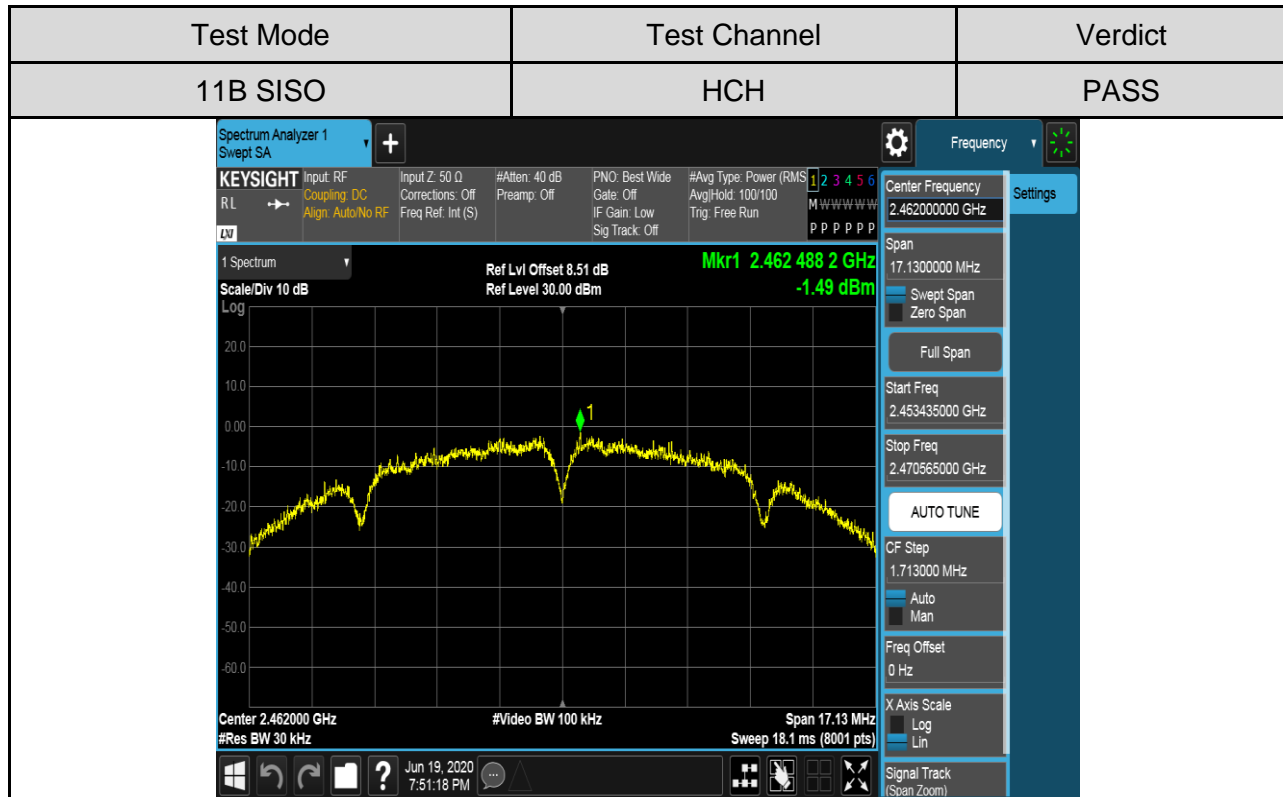 Test Mode Test Channel Verdict
11B SISO HCH PASS
Spectrum Analyzer 1
Swept SA
+
Frequency
KEYSIGHT Input: RF Input Z: 50 Ω #Atten: 40 dB PNO: Best Wide #Avg Type: Power (RMS 1 2 3 4 5 6
RL Coupling: DC Corrections: Off Preamp: Off Gate: Off Avg|Hold: 100/100 M W W W W W
Align: Auto/No RF Freq Ref: Int (S) IF Gain: Low Trig: Free Run
LXI Sig Track: Off P P P P P P
1 Spectrum Ref Lvl Offset 8.51 dB Mkr1 2.462 488 2 GHz
Scale/Div 10 dB Ref Level 30.00 dBm -1.49 dBm
Log
20.0
10.0
1
0.00
-10.0
-20.0
-30.0
-40.0
-50.0
-60.0
Center 2.462000 GHz #Video BW 100 kHz Span 17.13 MHz
#Res BW 30 kHz Sweep 18.1 ms (8001 pts)
? Jun 19, 2020
7:51:18 PM
Center Frequency
2.462000000 GHz
Settings
Span
17.1300000 MHz
Swept Span
Zero Span
Full Span
Start Freq
2.453435000 GHz
Stop Freq
2.470565000 GHz
AUTO TUNE
CF Step
1.713000 MHz
Auto
Man
Freq Offset
0 Hz
X Axis Scale
Log
Lin
Signal Track
(Span Zoom)